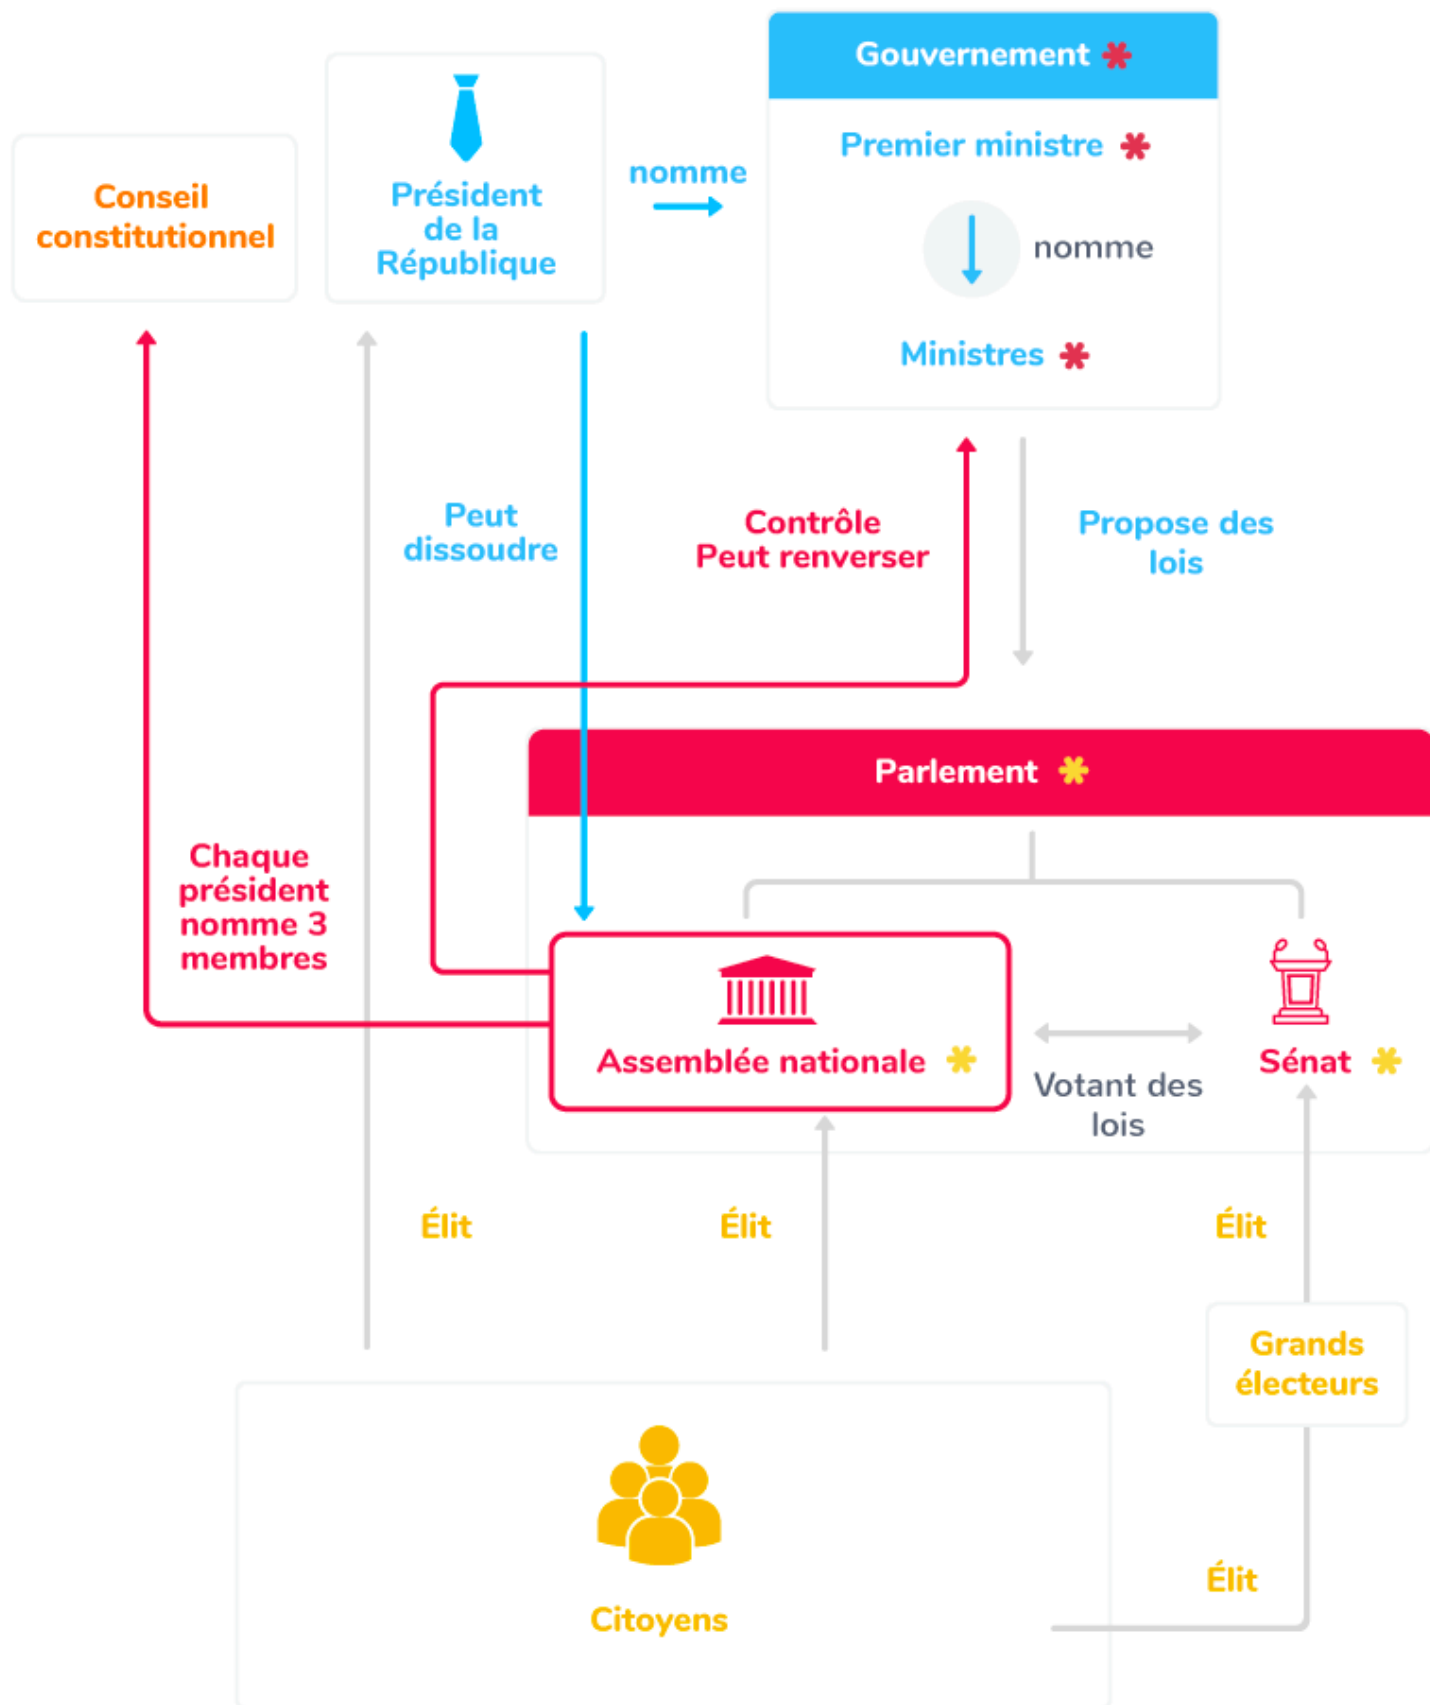 Gouvernement *
Premier ministre *
nomme
Ministres *
Président
de la
République
nomme
Conseil
constitutionnel
Peut
dissoudre
Contrôle
Peut renverser
Propose des
lois
Parlement *
Chaque
président
nomme 3
membres
Assemblée nationale *
Votant des
lois
Sénat *
Élit
Élit
Élit
Grands
électeurs
Élit
Citoyens